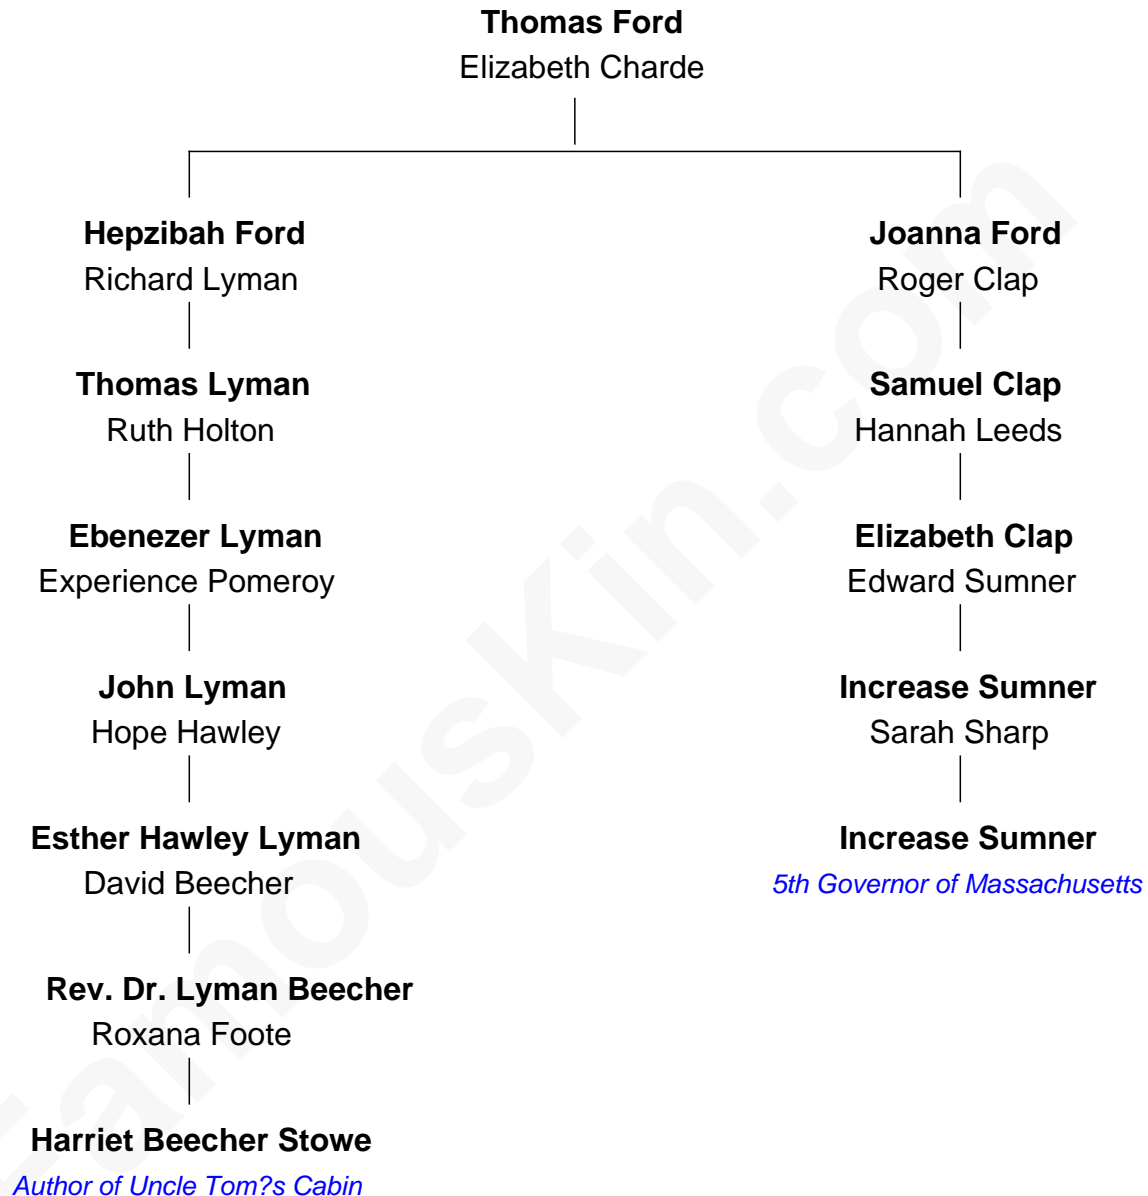 Thomas Ford
Elizabeth Charde
Hepzibah Ford
Richard Lyman
Joanna Ford
Roger Clap
Thomas Lyman
Ruth Holton
Samuel Clap
Hannah Leeds
Ebenezer Lyman
Experience Pomeroy
Elizabeth Clap
Edward Sumner
John Lyman
Hope Hawley
Increase Sumner
Sarah Sharp
Esther Hawley Lyman
David Beecher
Increase Sumner
5th Governor of Massachusetts
Rev. Dr. Lyman Beecher
Roxana Foote
Harriet Beecher Stowe
Author of Uncle Tom?s Cabin
FamousKin.com